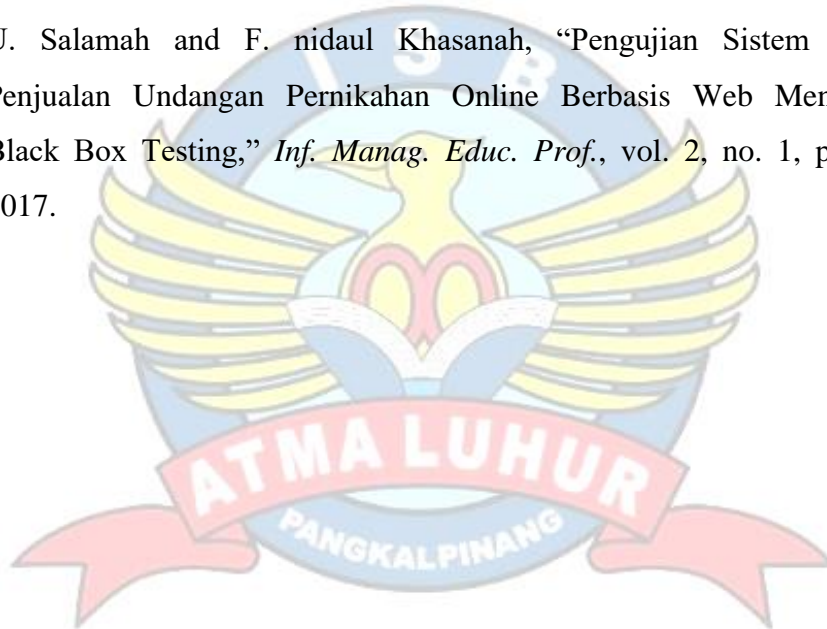 U. Salamah and F. nidaul Khasanah, “Pengujian Sistem
Penjualan Undangan Pernikahan Online Berbasis Web
Black Box Testing,” Inf. Manag. Educ. Prof., vol. 2, no. 1,
2017.
I S B
ATMA LUHUR
PANGKALPINANG